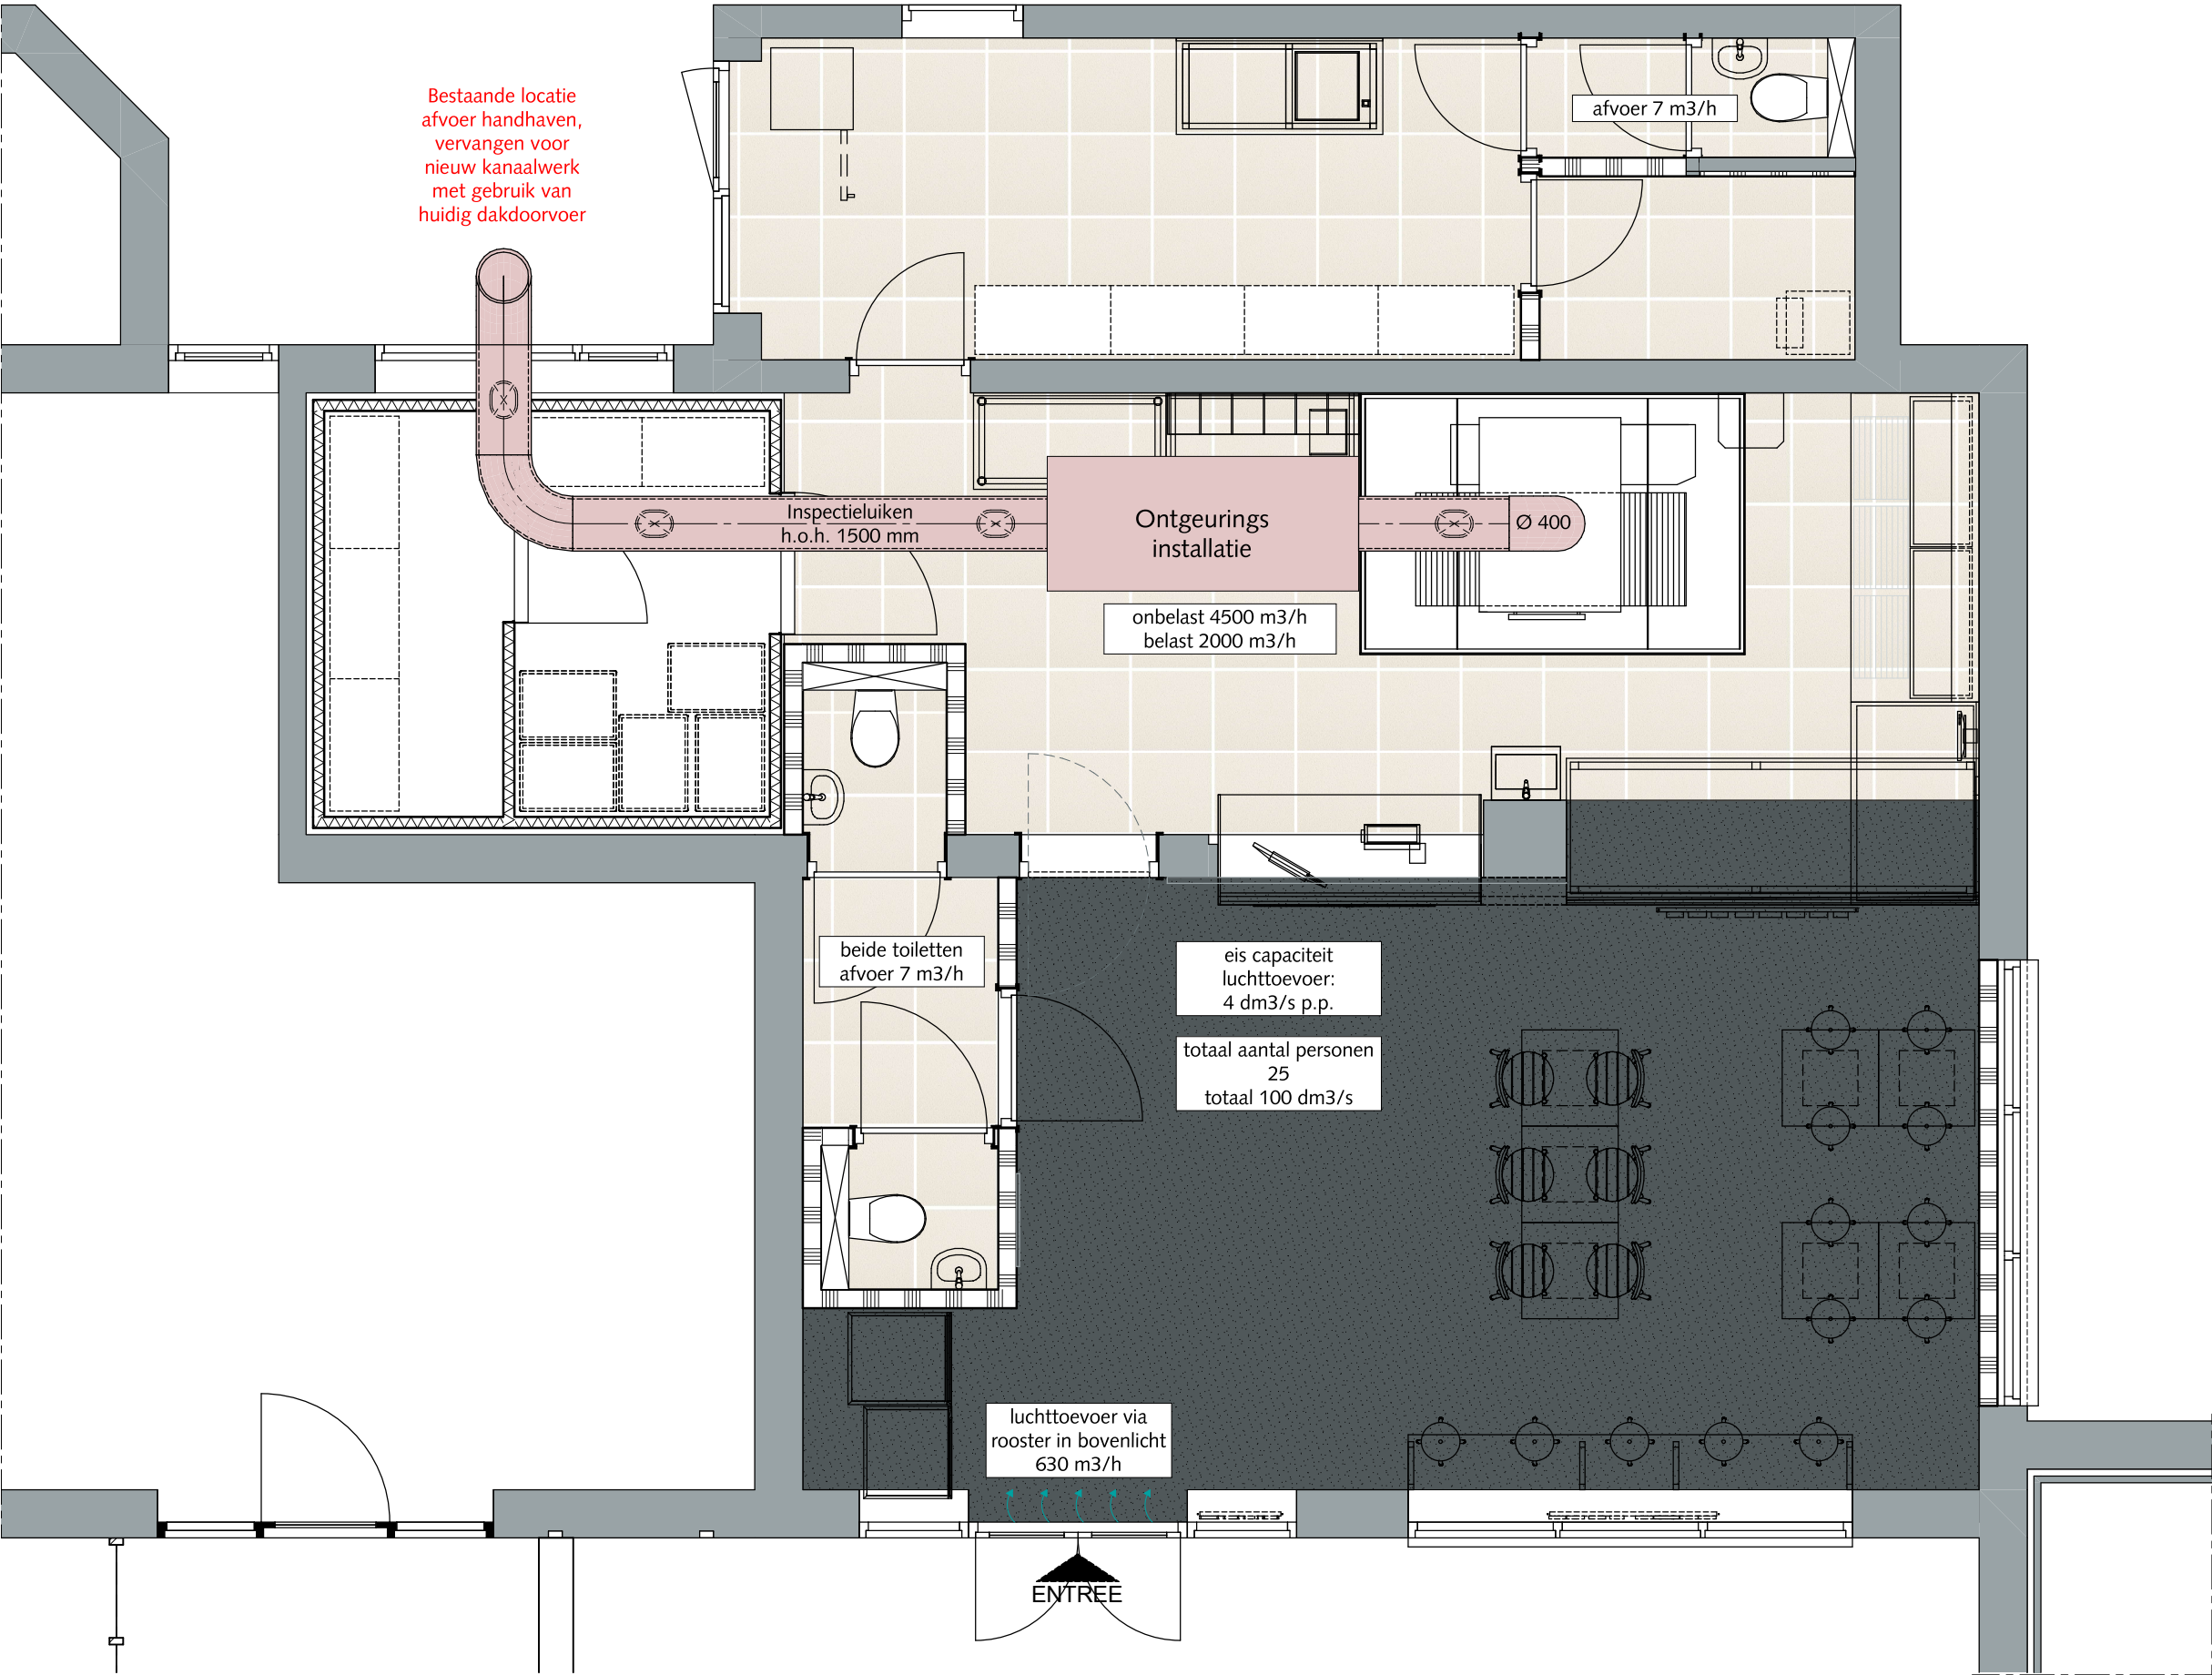 Bestaande locatie
afvoer handhaven,
vervangen voor
nieuw kanaalwerk
met gebruik van
huidig dakdoorvoer
afvoer 7 m3/h
Inspectieluiken
h.o.h. 1500 mm
Ontgeurings
installatie
Ø 400
onbelast 4500 m3/h
belast 2000 m3/h
beide toiletten
afvoer 7 m3/h
eis capaciteit
luchttoevoer:
4 dm3/s p.p.
totaal aantal personen
25
totaal 100 dm3/s
luchttoevoer via
rooster in bovenlicht
630 m3/h
ENTREE